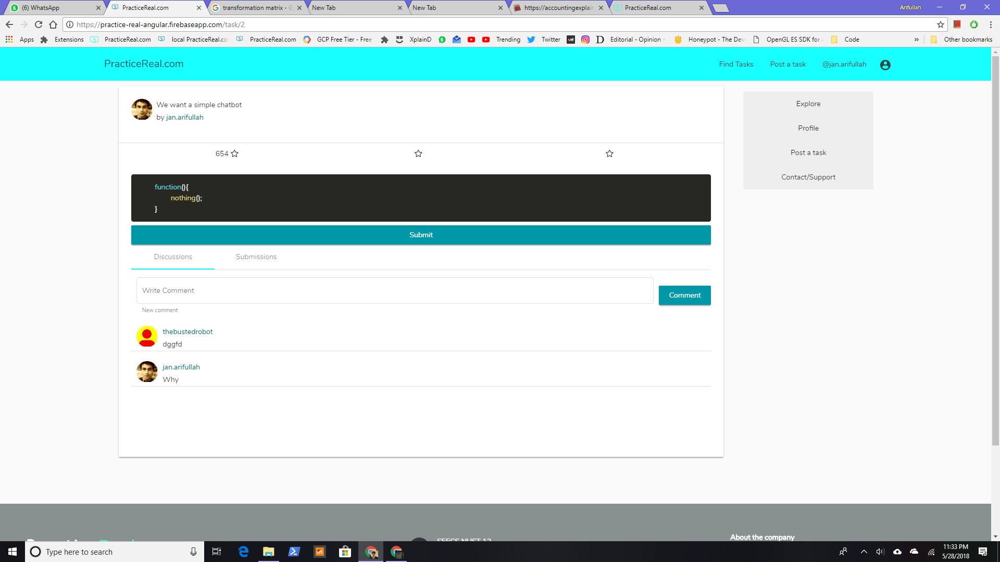 (6) WhatsApp
PracticeReal.com
transformation matrix - G
New Tab
New Tab
https://accountingexplain
PracticeReal.com
Arifullah
https://practice-real-angular.firebaseapp.com/task/2
Apps
Extensions
PracticeReal.com
local PracticeReal.co
PracticeReal.com
GCP Free Tier - Free
XplainD
Trending
Twitter
Editorial - Opinion -
Honeypot - The Dev
OpenGL ES SDK for
Code
»
Other bookmarks
PracticeReal.com
Find Tasks
Post a task
@jan.arifullah
We want a simple chatbot
by jan.arifullah
Explore
Profile
Post a task
Contact/Support
654
function(){
nothing();
}
Submit
Discussions
Submissions
Write Comment
Comment
New comment
thebustedrobot
dggfd
jan.arifullah
Why
About the company
Type here to search
11:33 PM
5/28/2018